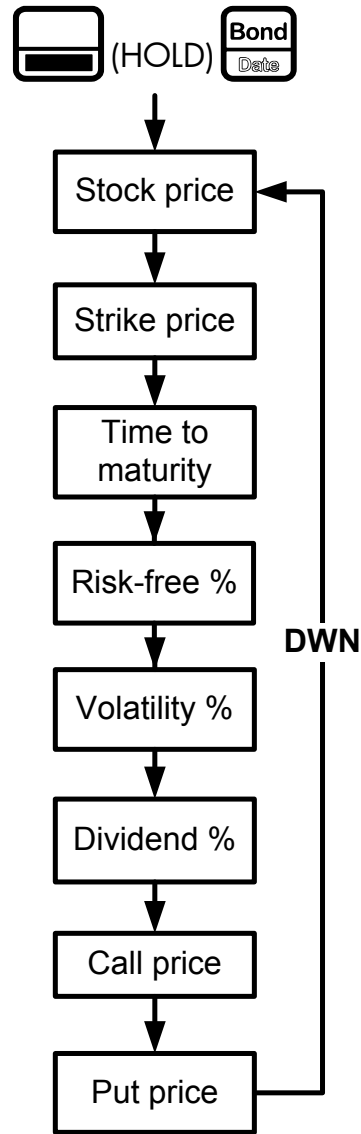 (HOLD) Bond
Date
Stock price
Strike price
Time to
maturity
Risk-free %
DWN
Volatility %
Dividend %
Call price
Put price